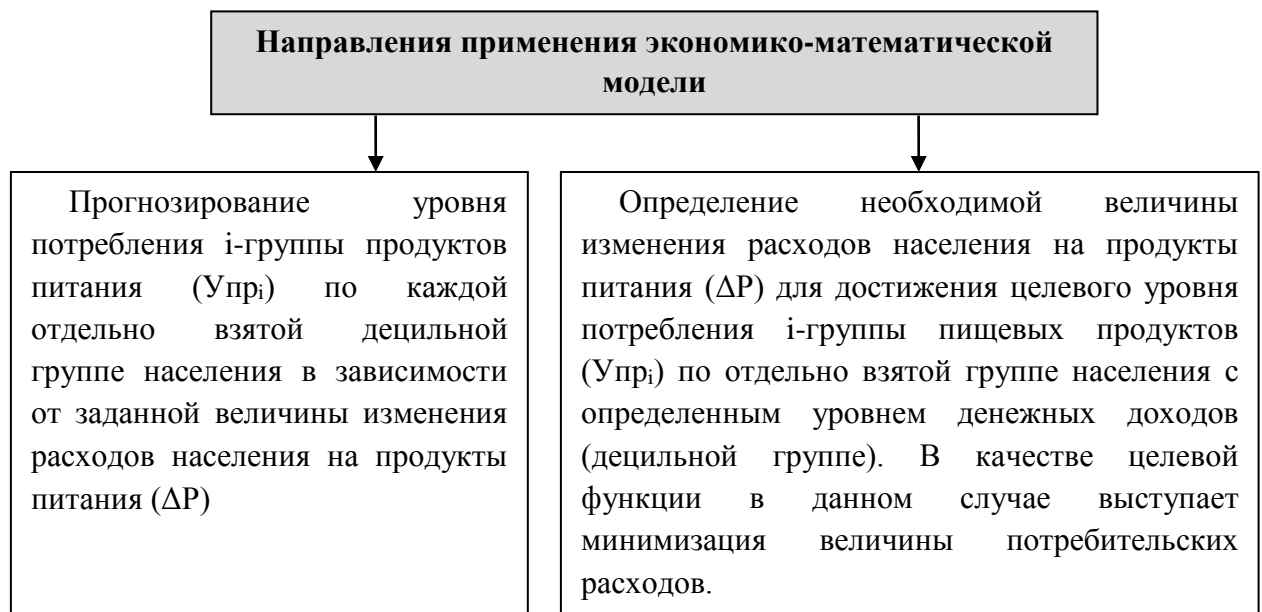 Направления применения экономико-математической
модели
Прогнозирование уровня
потребления i-группы продуктов
питания (Упрᵢ) по каждой
отдельно взятой децильной
группе населения в зависимости
от заданной величины изменения
расходов населения на продукты
питания (ΔР)
Определение необходимой величины
изменения расходов населения на продукты
питания (ΔР) для достижения целевого уровня
потребления i-группы пищевых продуктов
(Упрᵢ) по отдельно взятой группе населения с
определенным уровнем денежных доходов
(децильной группе). В качестве целевой
функции в данном случае выступает
минимизация величины потребительских
расходов.